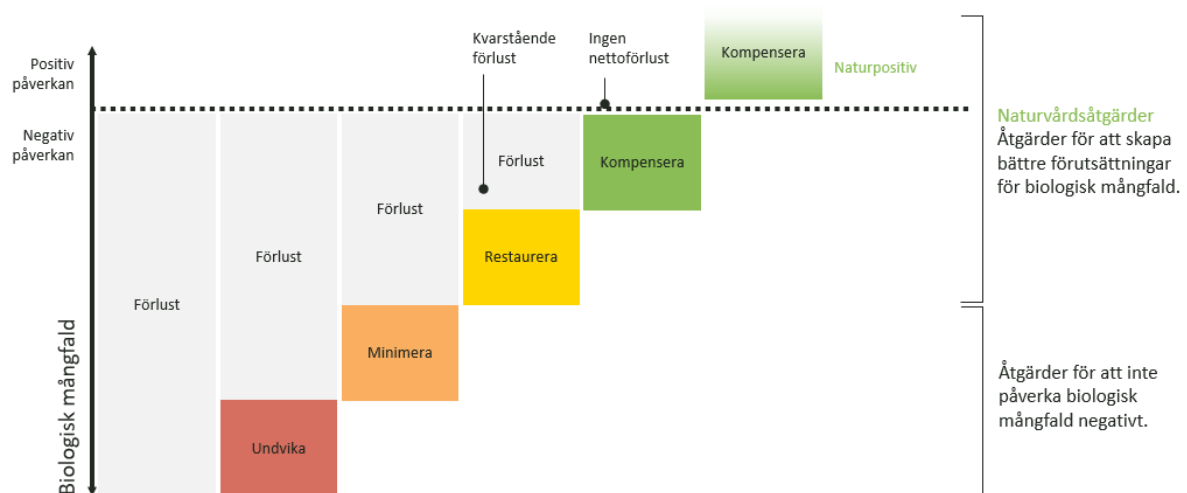 Positiv
påverkan
Negativ
påverkan
Biologisk mångfald
Förlust
Förlust
Undvika
Förlust
Minimera
Kvarstående
förlust
Förlust
Restaurera
Ingen
nettoförlust
Kompensera
Kompensera
Naturpositiv
Naturvårdsåtgärder
Åtgärder för att skapa
bättre förutsättningar
för biologisk mångfald.
Åtgärder för att inte
påverka biologisk
mångfald negativt.